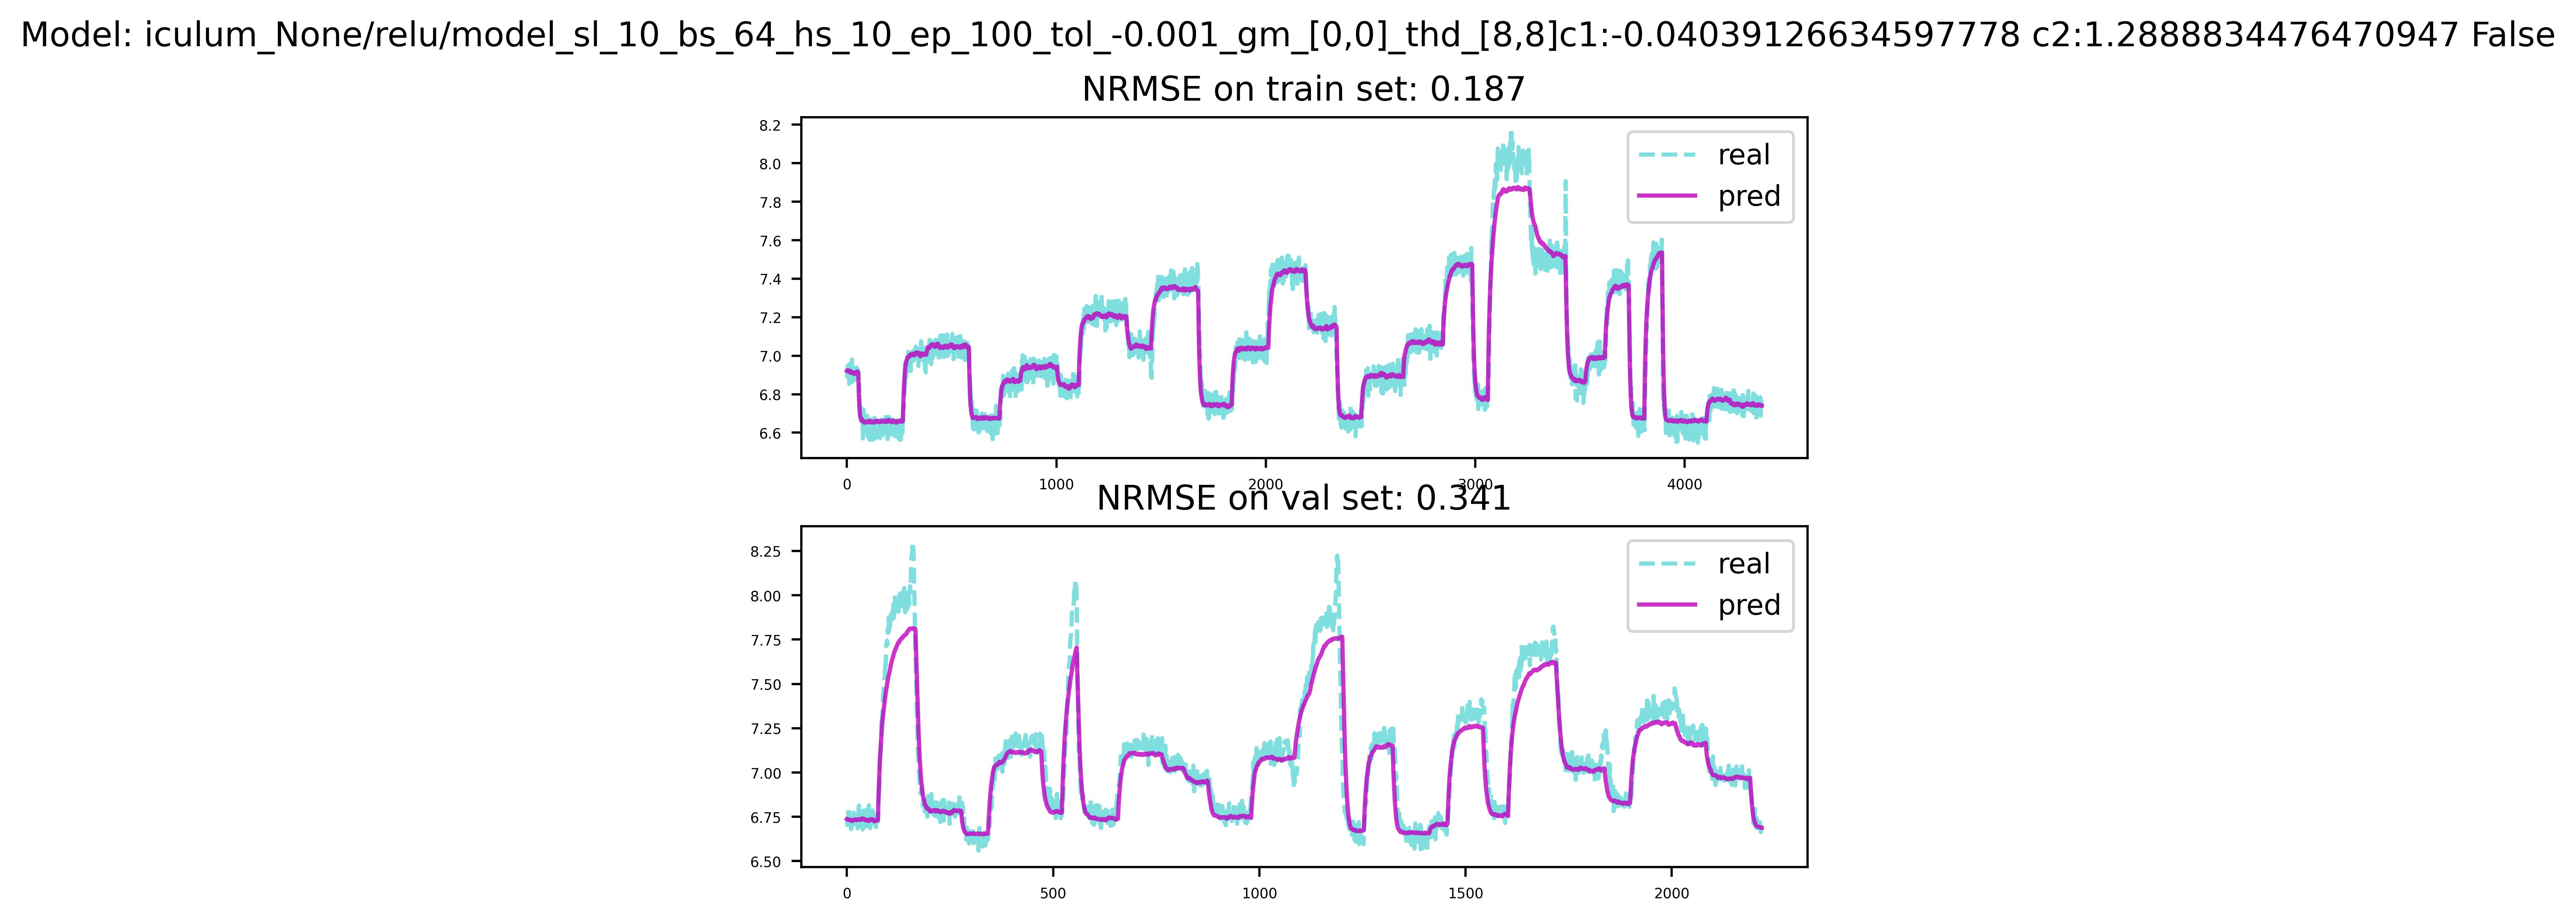 Model: iculum_None/relu/model_sl_10_bs_64_hs_10_ep_100_tol_-0.001_gm_[0,0]_thd_[8,8]c1:-0.04039126634597778 c2:1.2888834476470947 False
NRMSE on train set: 0.187
8.2
8.0
7.8
7.6
7.4
7.2
7.0
6.8
6.6
real
pred
0 1000 2000 3000 4000
NRMSE on val set: 0.341
8.25
8.00
7.75
7.50
7.25
7.00
6.75
6.50
real
pred
0 500 1000 1500 2000